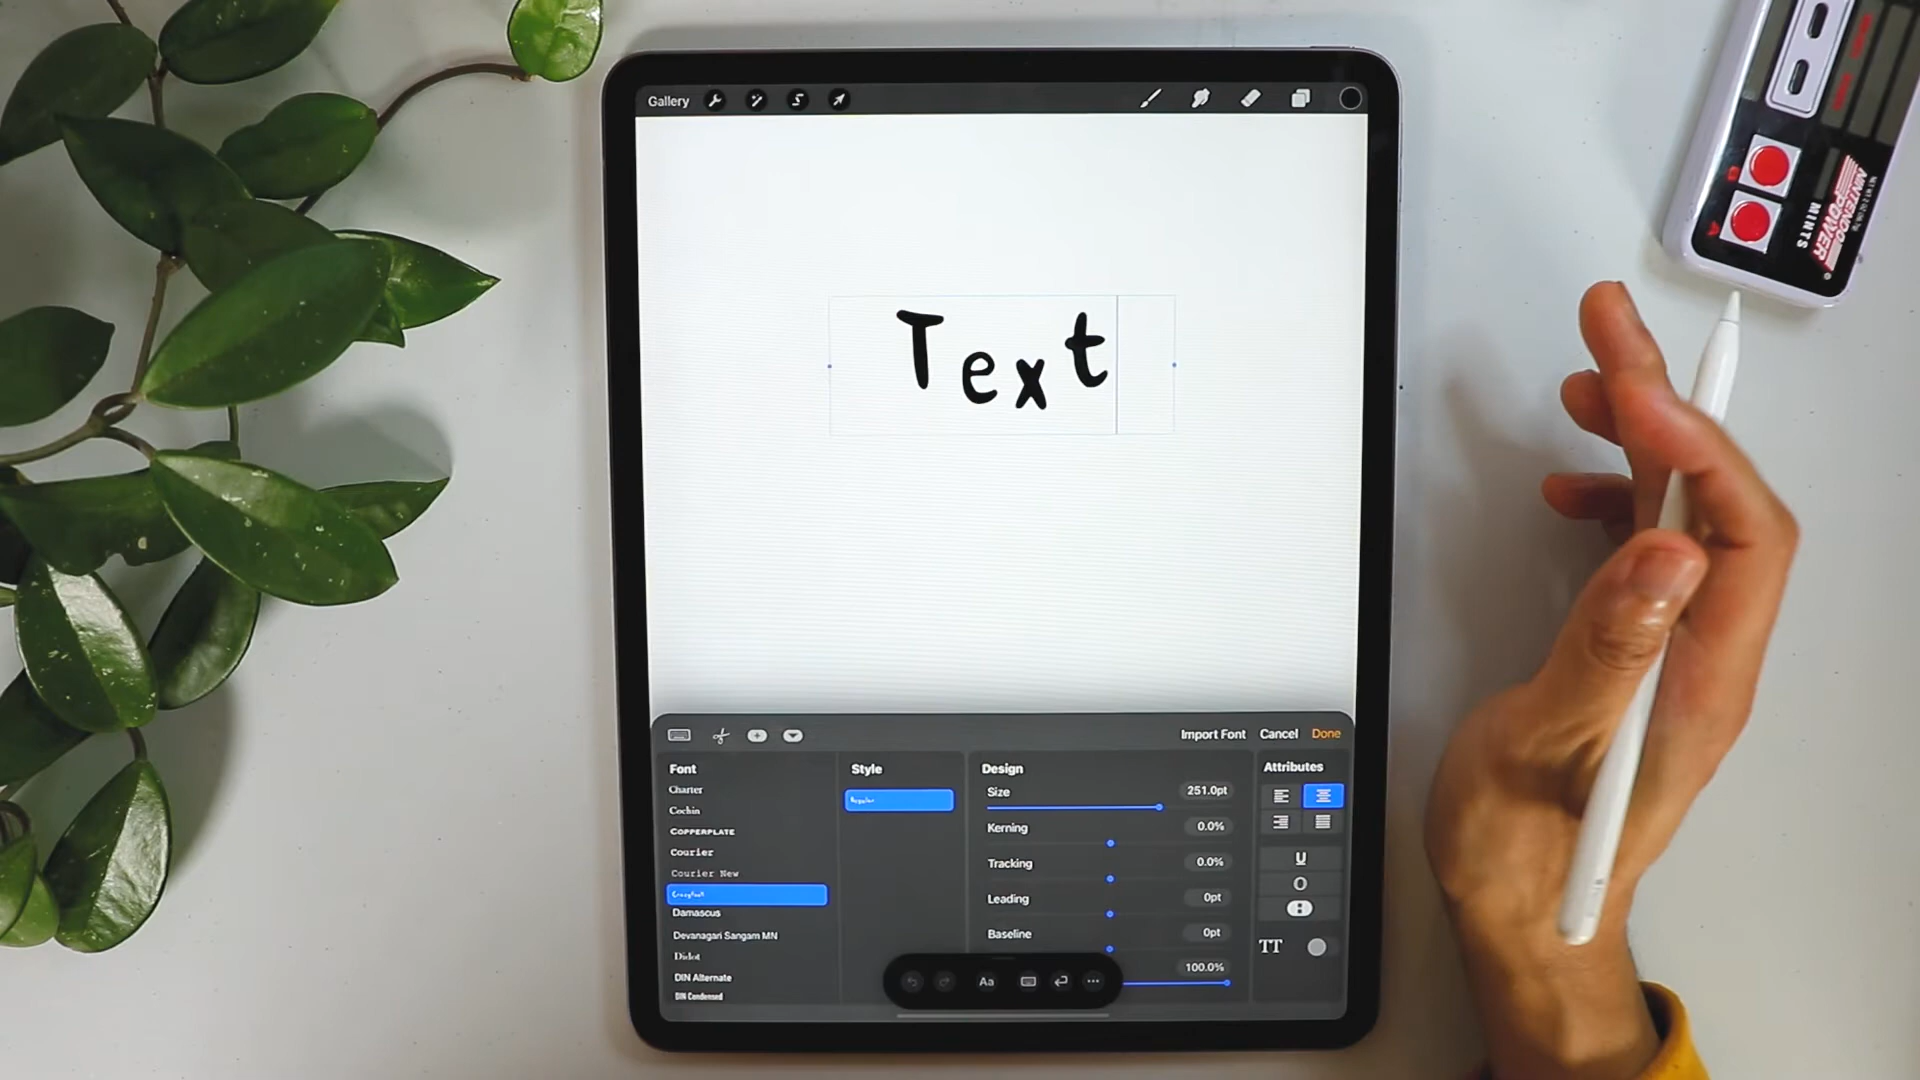 Gallery
Text
Import Font Cancel Done
Font
Charter
Cochin
COPPERPLATE
Courier
Courier New
Damascus
Devanagari Sangam MN
Didot
DIN Alternate
DIN Condensed
Style
Regular
Design
Size 251.0pt
Kerning 0.0%
Tracking 0.0%
Leading 0pt
Baseline 0pt
100.0%
Attributes
U
O
TT
Aa
B
A
NINTENDO
POWER
MINTS